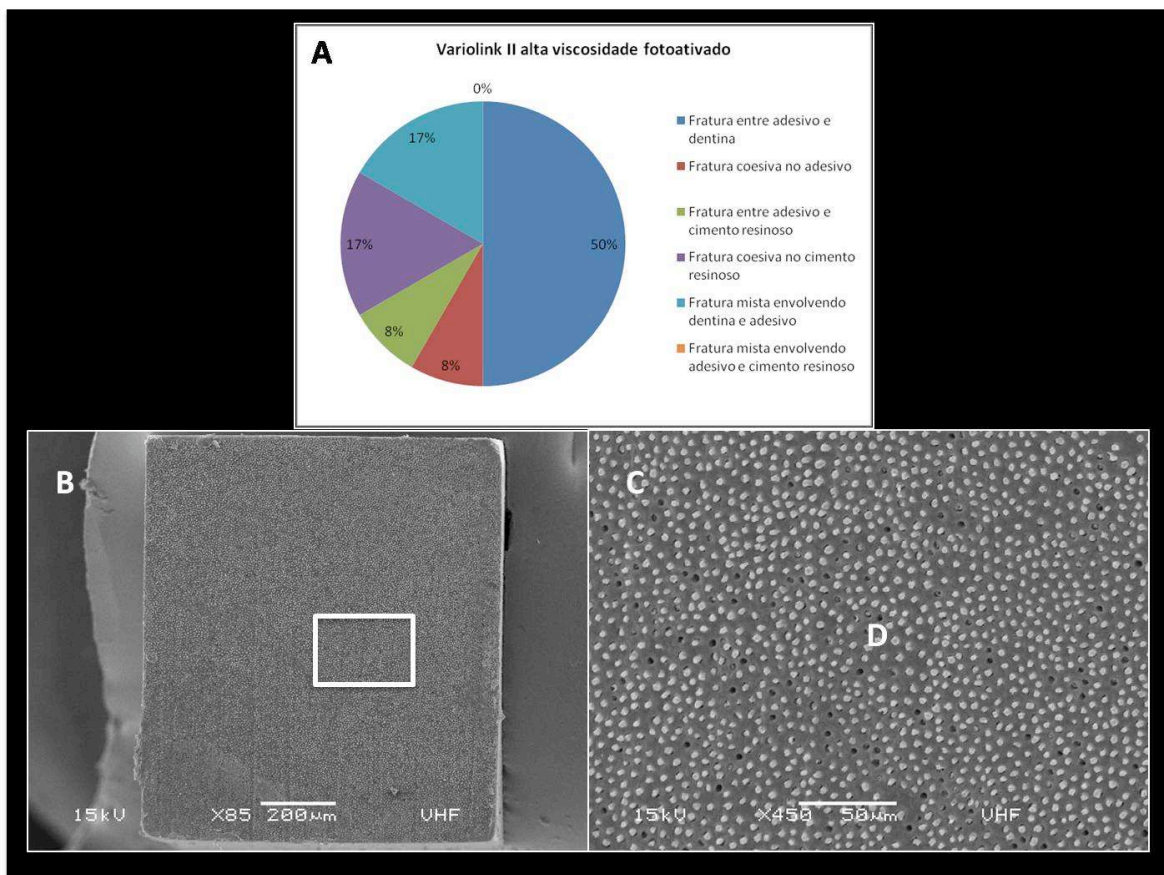 A
Variolink II alta viscosidade fotoativado
0%
17%
17%
50%
8%
8%
Fratura entre adesivo e
dentina
Fratura coesiva no adesivo
Fratura entre adesivo e
cimento resinoso
Fratura coesiva no cimento
resinoso
Fratura mista envolvendo
dentina e adesivo
Fratura mista envolvendo
adesivo e cimento resinoso
B
15kV X85 200µm VHF
C
D
15kV X450 50µm VHF